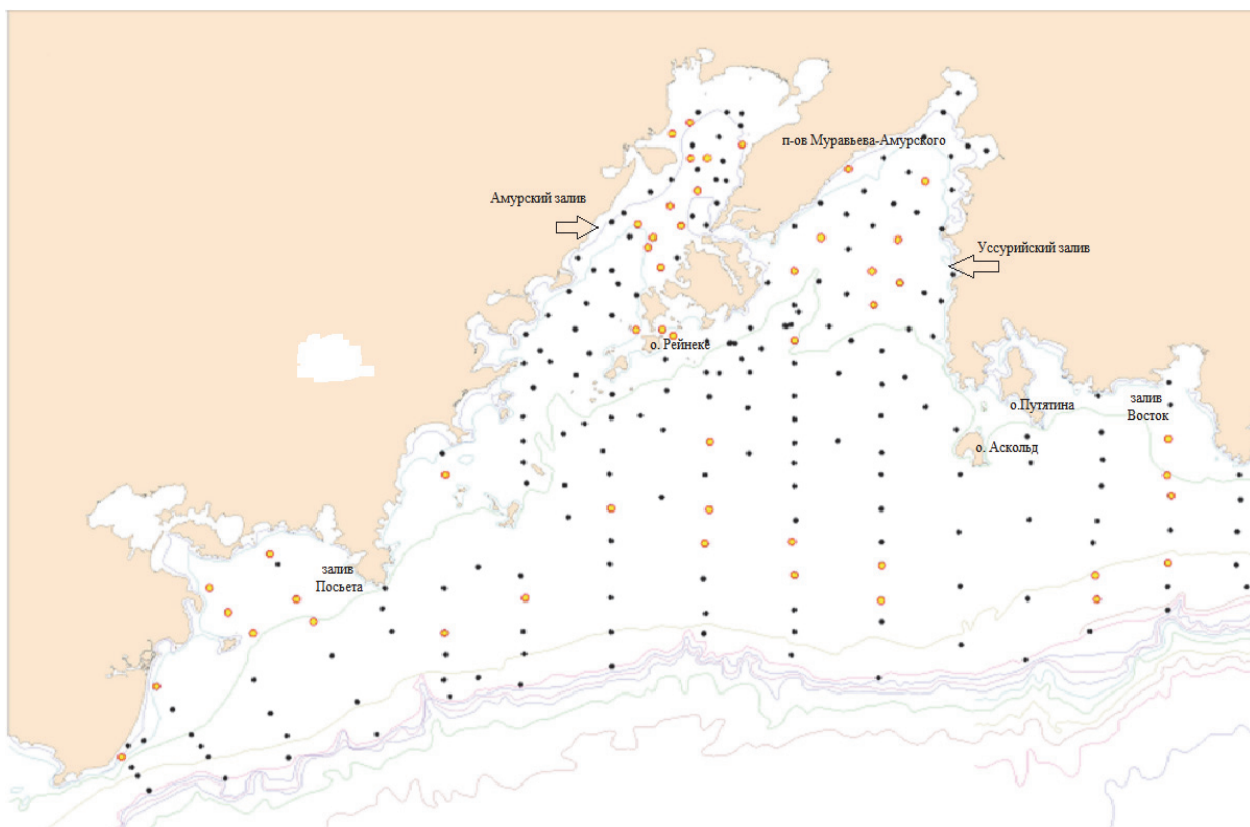 п-ов Муравьева-Амурского
Амурский залив
Уссурийский залив
о. Рейнеке
о.Путятина
залив
Восток
о. Аскольд
залив
Посьета